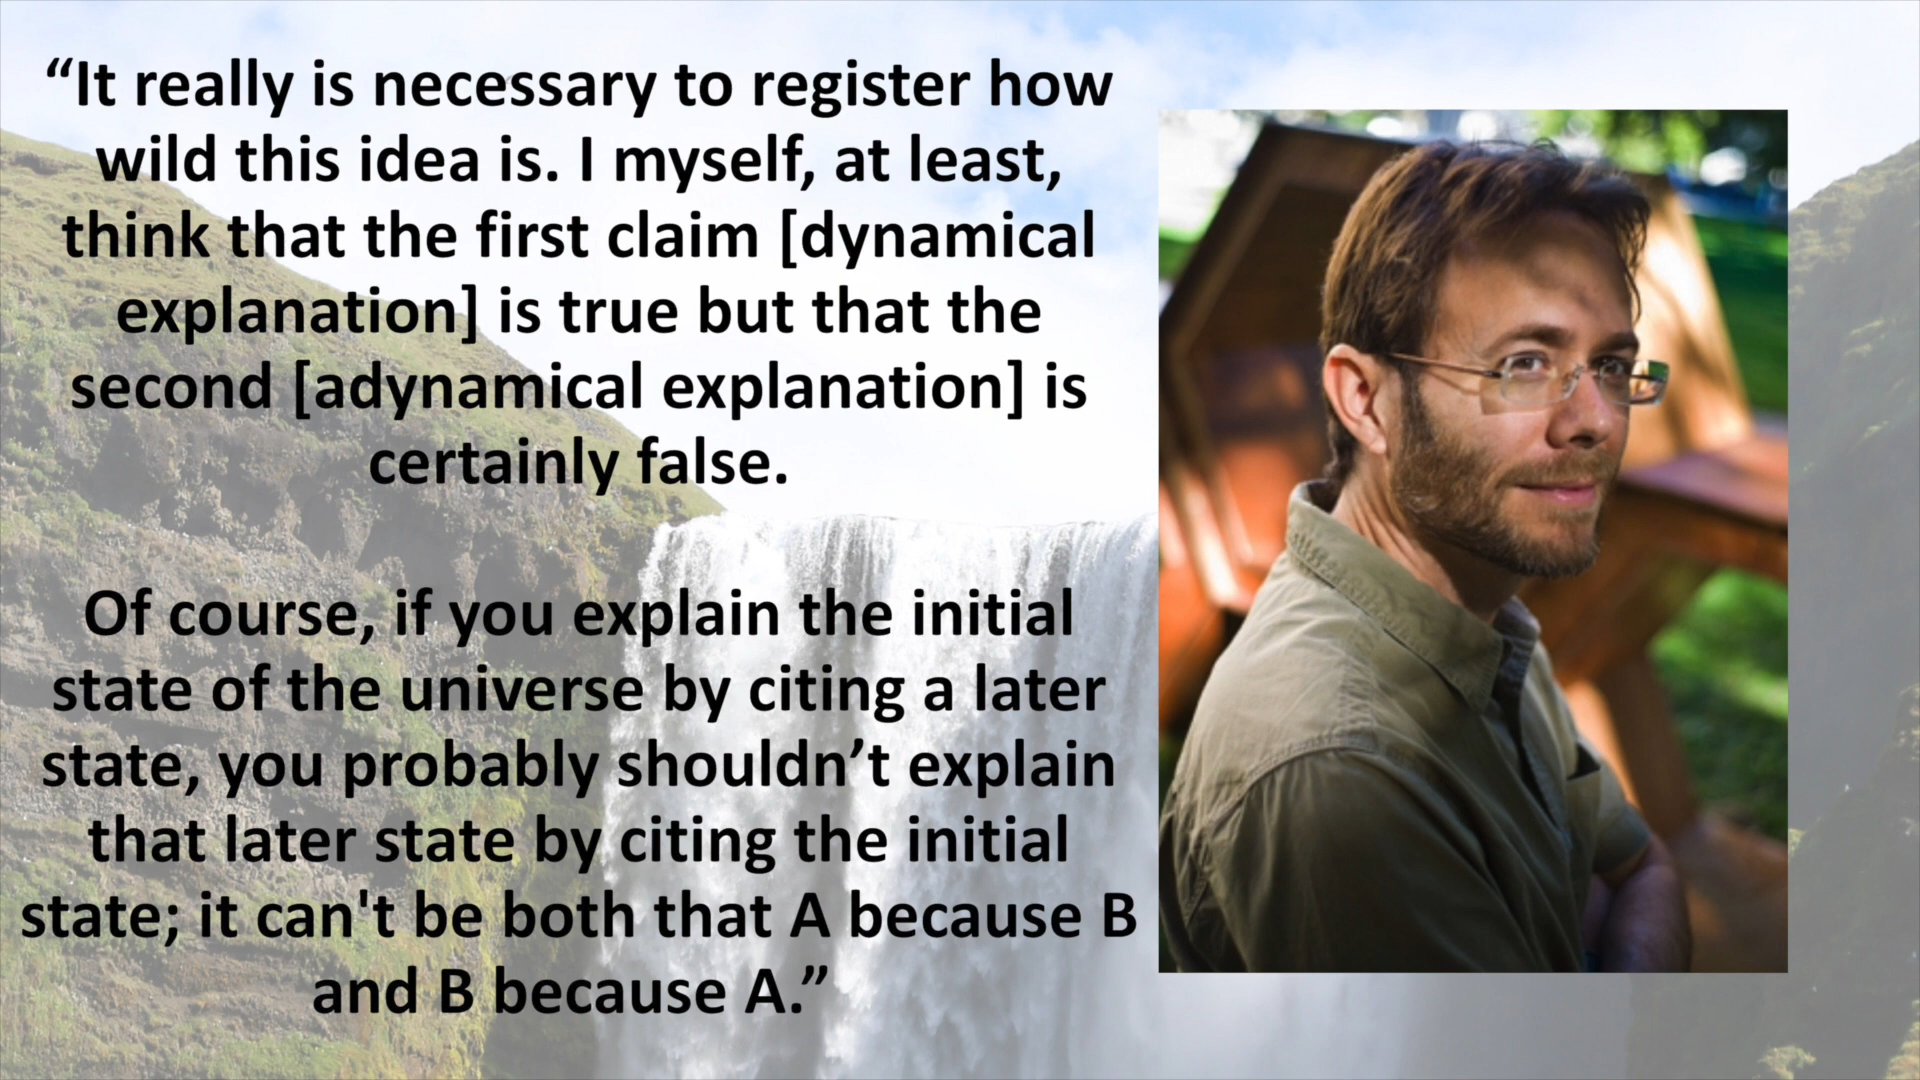 “It really is necessary to register how
wild this idea is. I myself, at least,
think that the first claim [dynamical
explanation] is true but that the
second [adynamical explanation] is
certainly false.
Of course, if you explain the initial
state of the universe by citing a later
state, you probably shouldn’t explain
that later state by citing the initial
state; it can't be both that A because B
and B because A.”